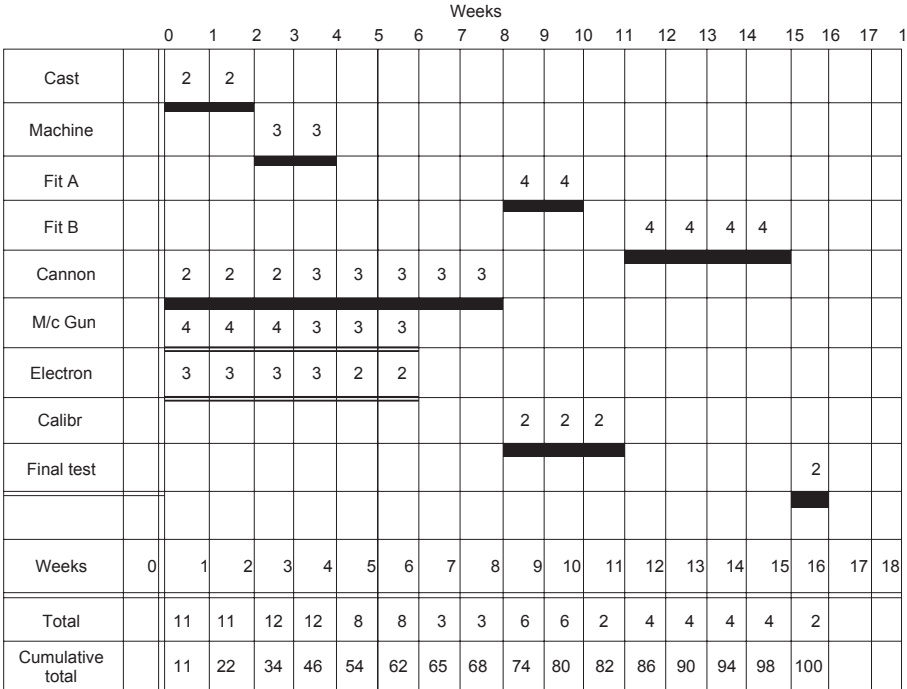 Weeks
0 1 2 3 4 5 6 7 8 9 10 11 12 13 14 15 16 17 1
Cast 2 2
Machine 3 3
Fit A 4 4
Fit B 4 4 4 4
Cannon 2 2 2 3 3 3 3 3
M/c Gun 4 4 4 3 3 3
Electron 3 3 3 3 2 2
Calibr 2 2 2
Final test 2
Weeks 0 1 2 3 4 5 6 7 8 9 10 11 12 13 14 15 16 17 18
Total 11 11 12 12 8 8 3 3 6 6 2 4 4 4 4 2
Cumulative
total 11 22 34 46 54 62 65 68 74 80 82 86 90 94 98 100